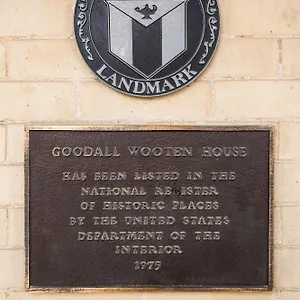 LANDMARK
GOODALL WOOTEN HOUSE
HAS BEEN LISTED IN THE
NATIONAL REGISTER
OF HISTORIC PLACES
BY THE UNITED STATES
DEPARTMENT OF THE
INTERIOR
1975